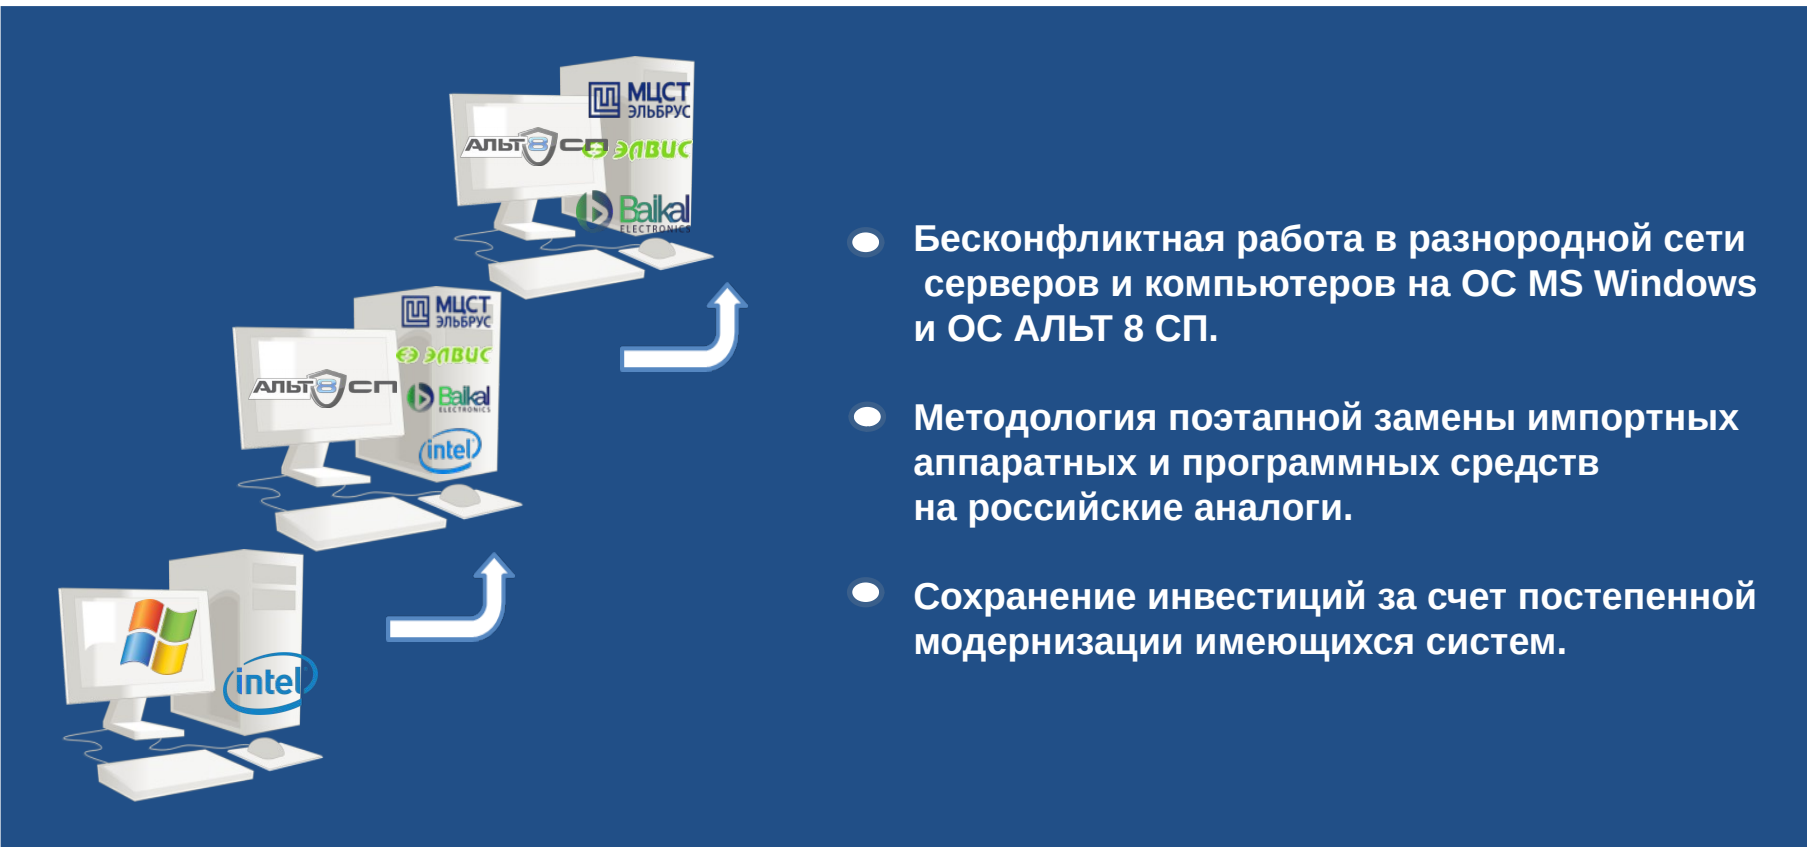 МЦСТ
ЭЛЬБРУС
АЛЬТ 8 СП
ЭЛВИС
Baikal
ELECTRONICS
МЦСТ
ЭЛЬБРУС
ЭЛВИС
АЛЬТ 8 СП
Baikal
ELECTRONICS
intel
intel
Бесконфликтная работа в разнородной сети
серверов и компьютеров на ОС MS Windows
и ОС АЛЬТ 8 СП.
Методология поэтапной замены импортных
аппаратных и программных средств
на российские аналоги.
Сохранение инвестиций за счет постепенной
модернизации имеющихся систем.